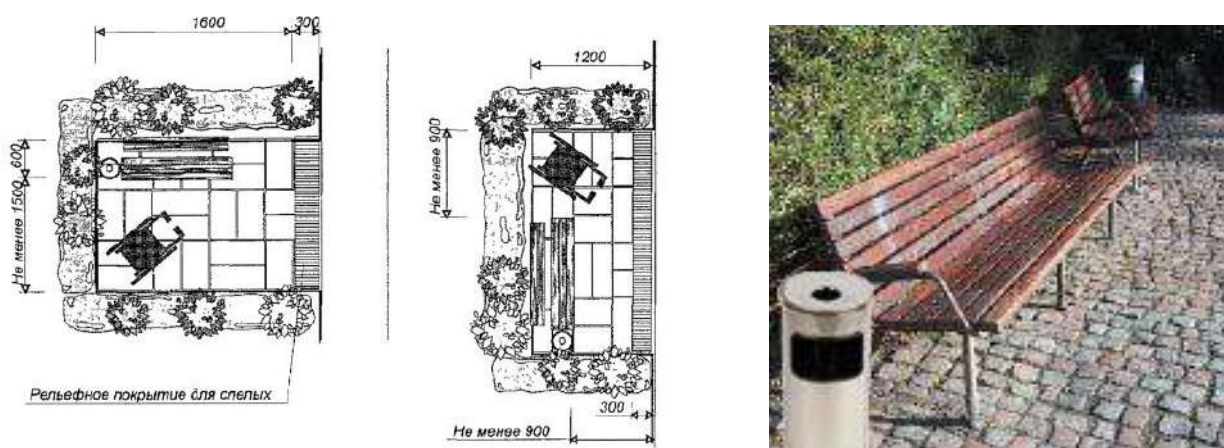 1600
300
600
Не менее 1500
Рельефное покрытие для слепых
1200
Не менее 900
300
Не менее 900